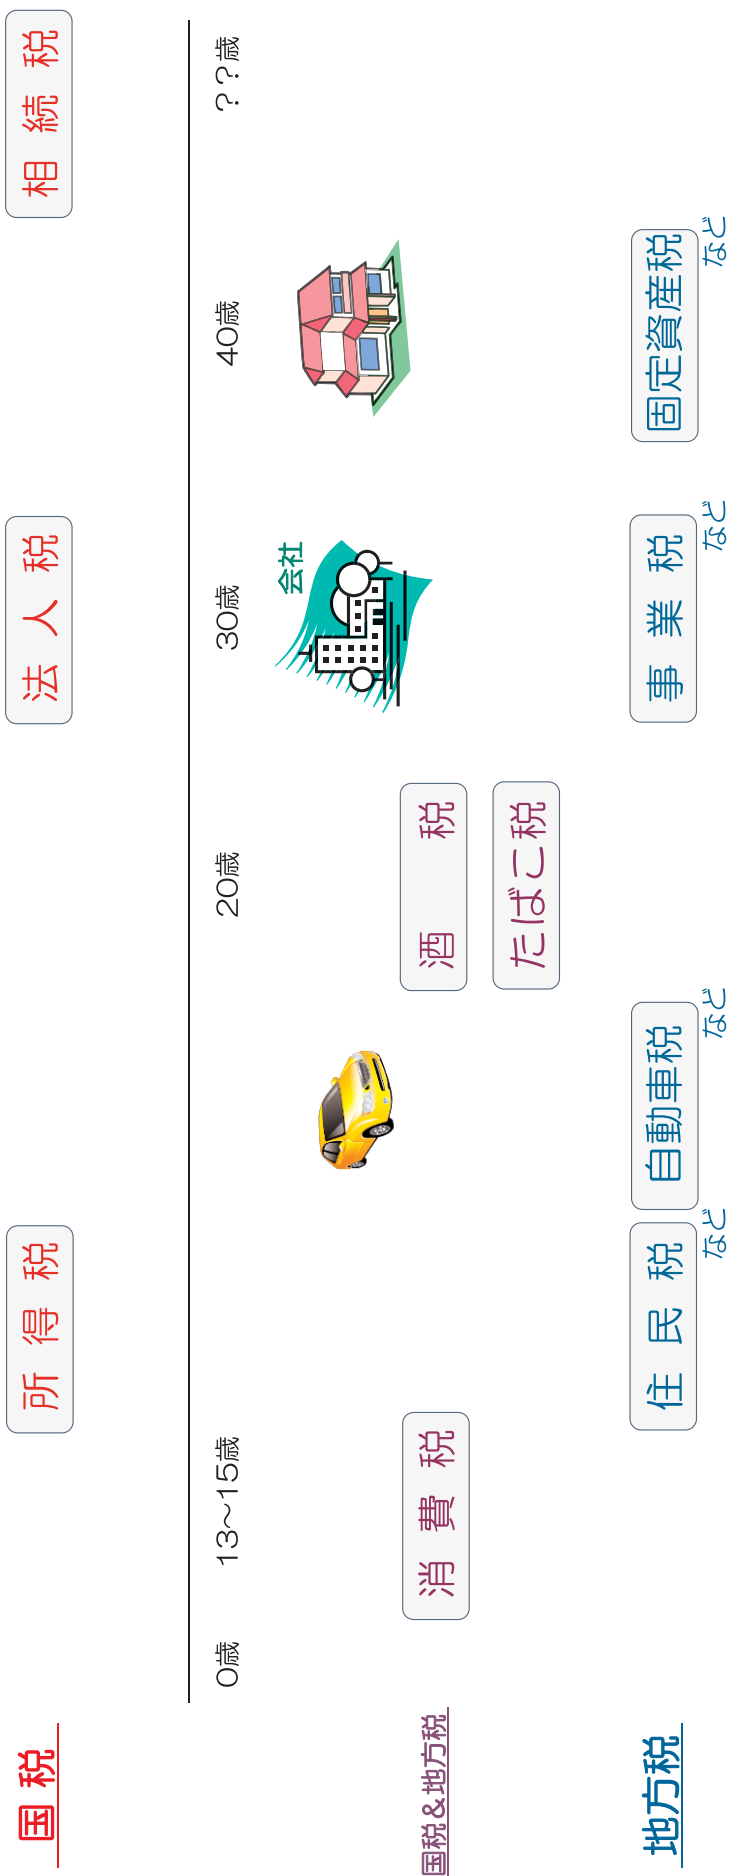 国税
所得税
法人税
相続税
0歳
13～15歳
20歳
30歳
40歳
??歳
会社
国税&地方税
消費税
酒税
たばこ税
地方税
住民税
など
自動車税
など
事業税
など
固定資産税
など